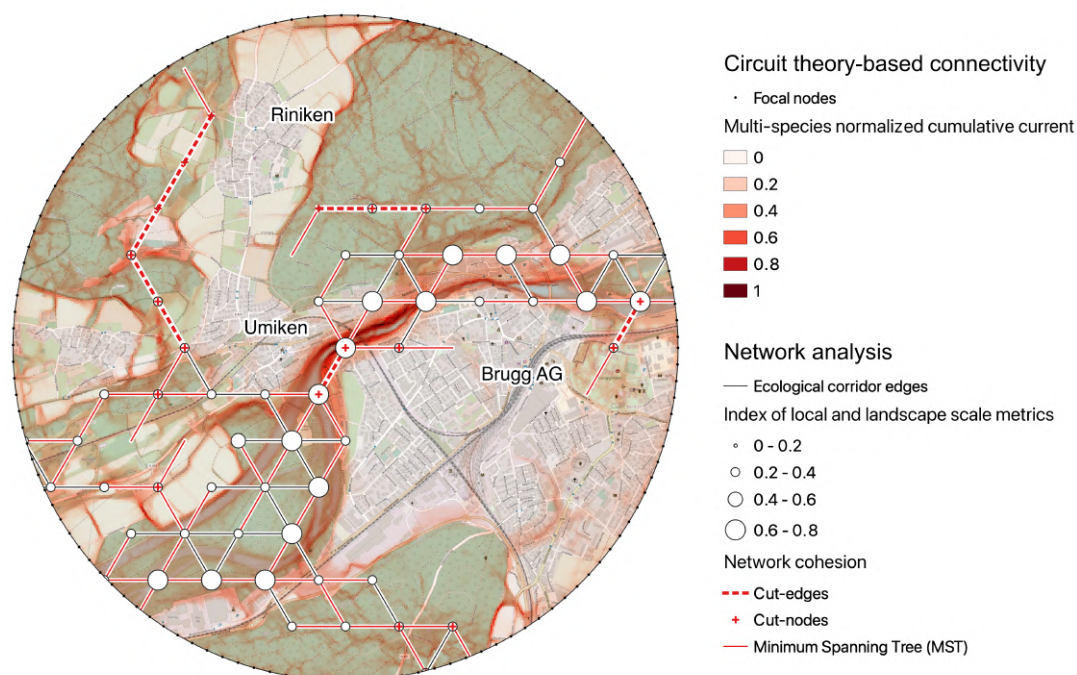 Riniken
Umiken
Brugg AG
Circuit theory-based connectivity
Focal nodes
Multi-species normalized cumulative current
0
0.2
0.4
0.6
0.8
1
Network analysis
Ecological corridor edges
Index of local and landscape scale metrics
0 - 0.2
0.2 - 0.4
0.4 - 0.6
0.6 - 0.8
Network cohesion
Cut-edges
Cut-nodes
Minimum Spanning Tree (MST)